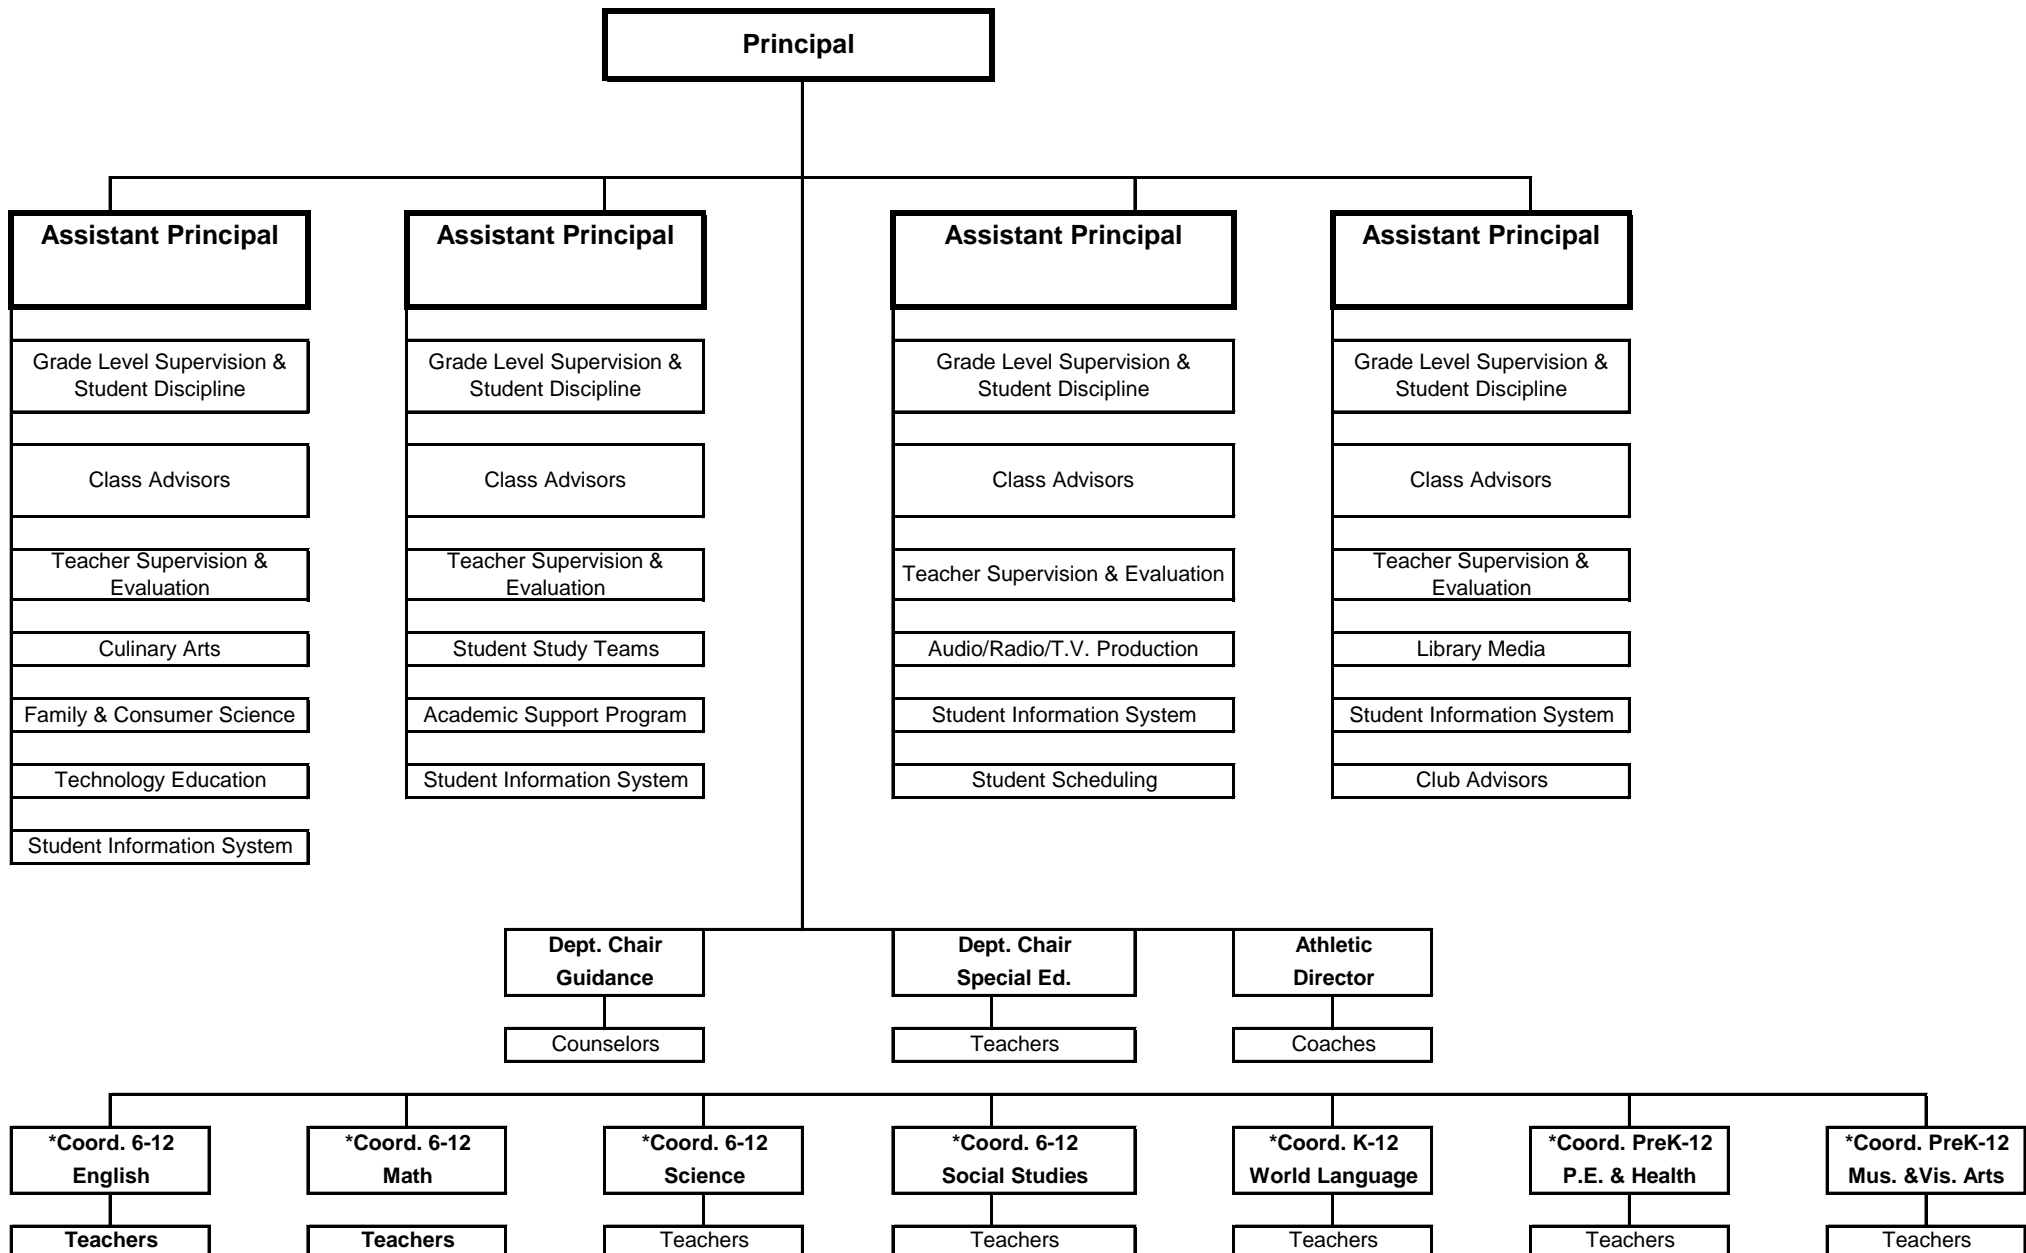 Principal
Assistant Principal
Assistant Principal
Assistant Principal
Assistant Principal
Grade Level Supervision &
Student Discipline
Grade Level Supervision &
Student Discipline
Grade Level Supervision &
Student Discipline
Grade Level Supervision &
Student Discipline
Class Advisors
Class Advisors
Class Advisors
Class Advisors
Teacher Supervision &
Evaluation
Teacher Supervision &
Evaluation
Teacher Supervision & Evaluation
Teacher Supervision &
Evaluation
Culinary Arts
Student Study Teams
Audio/Radio/T.V. Production
Library Media
Family & Consumer Science
Academic Support Program
Student Information System
Student Information System
Technology Education
Student Information System
Student Scheduling
Club Advisors
Student Information System
Dept. Chair
Guidance
Dept. Chair
Special Ed.
Athletic
Director
Counselors
Teachers
Coaches
*Coord. 6-12
English
*Coord. 6-12
Math
*Coord. 6-12
Science
*Coord. 6-12
Social Studies
*Coord. K-12
World Language
*Coord. PreK-12
P.E. & Health
*Coord. PreK-12
Mus. &Vis. Arts
Teachers
Teachers
Teachers
Teachers
Teachers
Teachers
Teachers